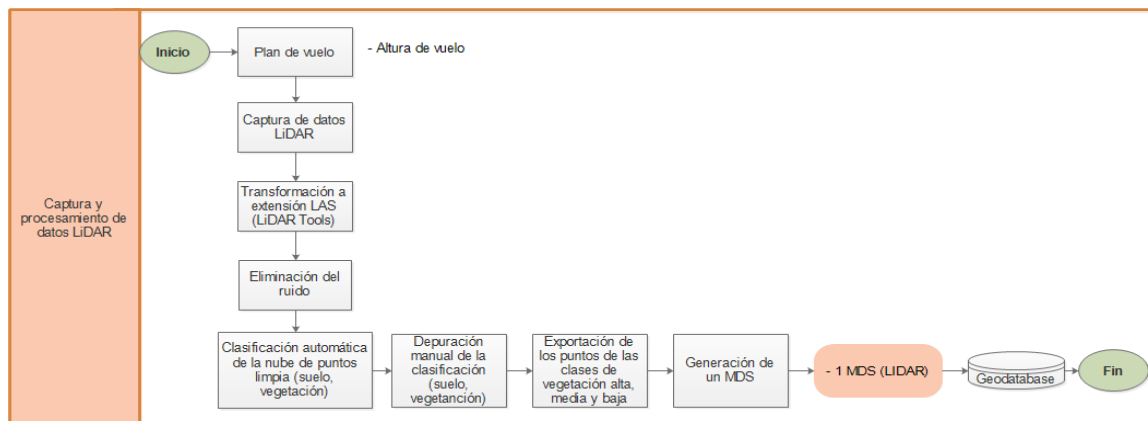 Captura y
procesamiento de
datos LiDAR
Inicio
Plan de vuelo
- Altura de vuelo
Captura de datos
LiDAR
Transformación a
extensión LAS
(LiDAR Tools)
Eliminación del
ruido
Clasificación automática
de la nube de puntos
limpia (suelo,
vegetación)
Depuración
manual de la
clasificación
(suelo,
vegetanción)
Exportación de
los puntos de las
clases de
vegetación alta,
media y baja
Generación de
un MDS
- 1 MDS (LIDAR)
Geodatabase
Fin